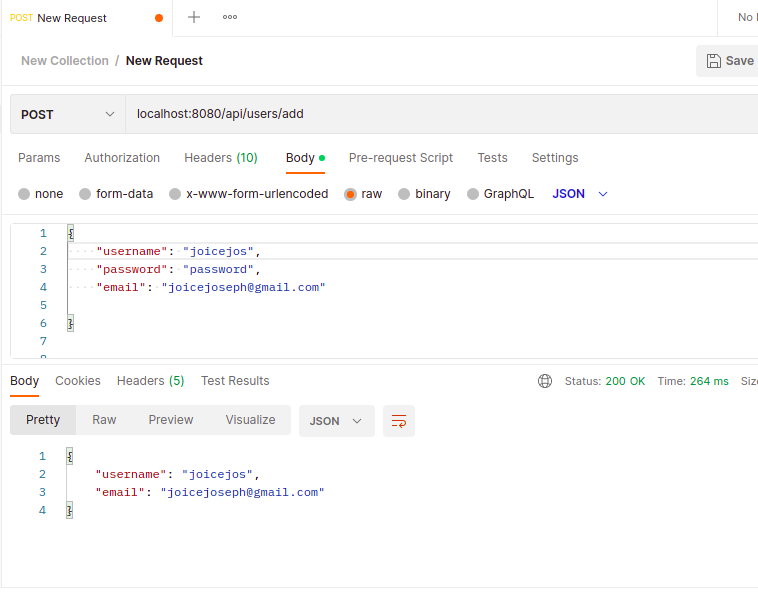 POST New Request
No
New Collection / New Request
Save
POST
localhost:8080/api/users/add
Params Authorization Headers (10) Body Pre-request Script Tests Settings
none form-data x-www-form-urlencoded raw binary GraphQL JSON
1 {
2 "username": "joicejos",
3 "password": "password",
4 "email": "joicejoseph@gmail.com"
5
6 }
7
8
Body Cookies Headers (5) Test Results Status: 200 OK Time: 264 ms
Pretty Raw Preview Visualize JSON
1 {
2 "username": "joicejos",
3 "email": "joicejoseph@gmail.com"
4 }